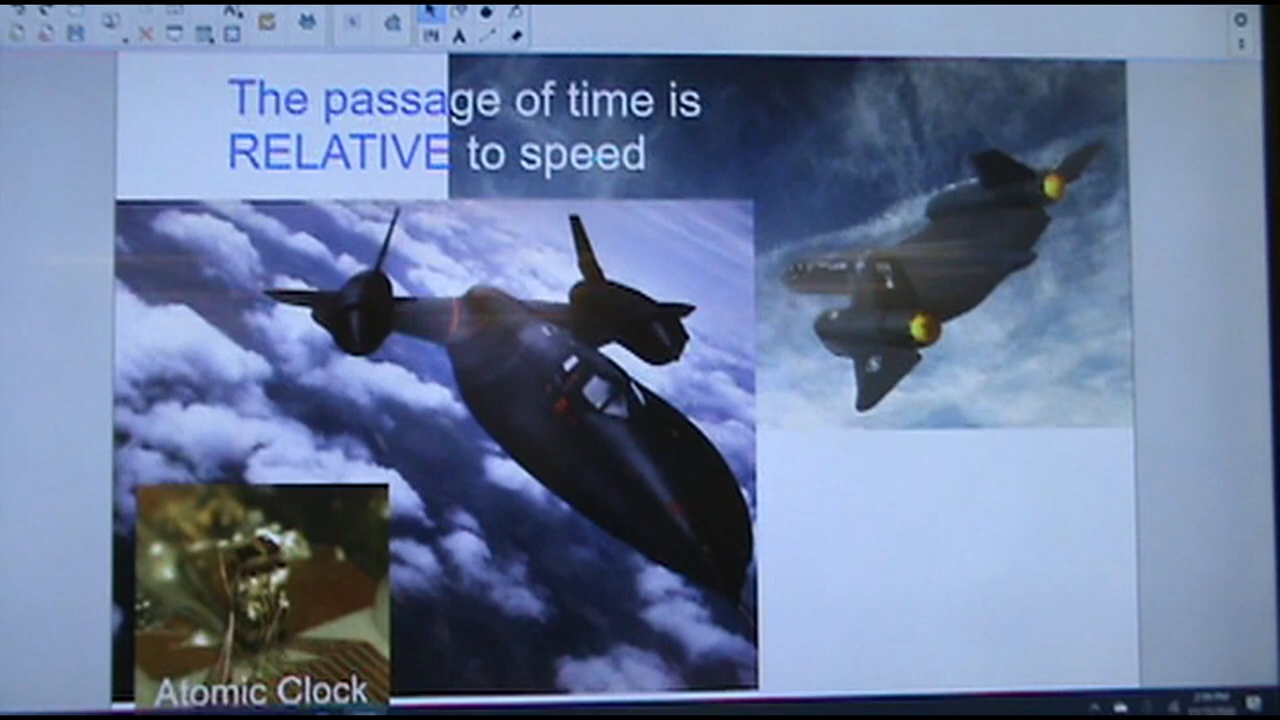 The passage of time is
RELATIVE to speed
Atomic Clock